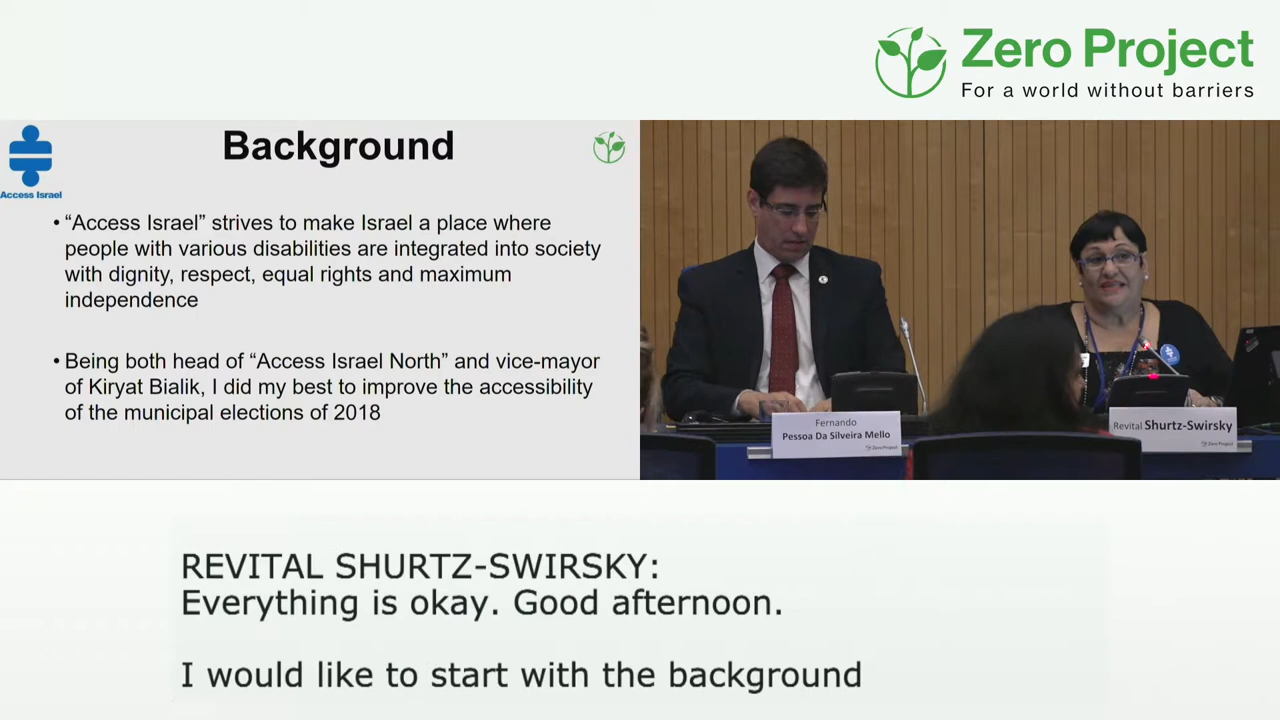 Zero Project
For a world without barriers
Background
Access Israel
• “Access Israel” strives to make Israel a place where
people with various disabilities are integrated into society
with dignity, respect, equal rights and maximum
independence
• Being both head of “Access Israel North” and vice-mayor
of Kiryat Bialik, I did my best to improve the accessibility
of the municipal elections of 2018
Fernando
Pessoa Da Silveira Mello
Zero Project
Revital Shurtz-Swirsky
Zero Project
REVITAL SHURTZ-SWIRSKY:
Everything is okay. Good afternoon.
I would like to start with the background